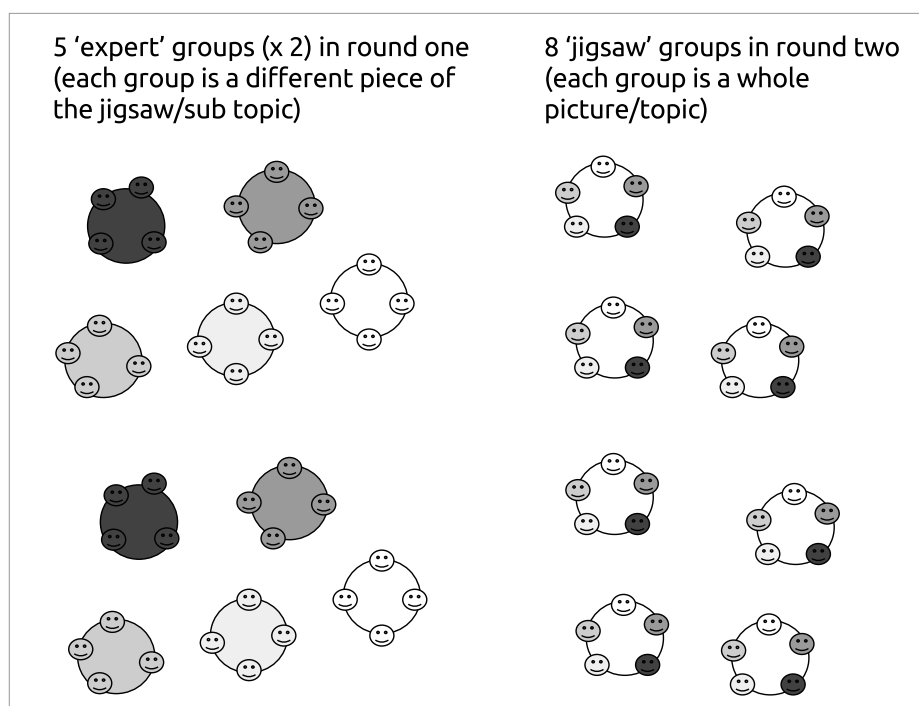 5 ‘expert’ groups (x 2) in round one
(each group is a different piece of
the jigsaw/sub topic)
8 ‘jigsaw’ groups in round two
(each group is a whole
picture/topic)